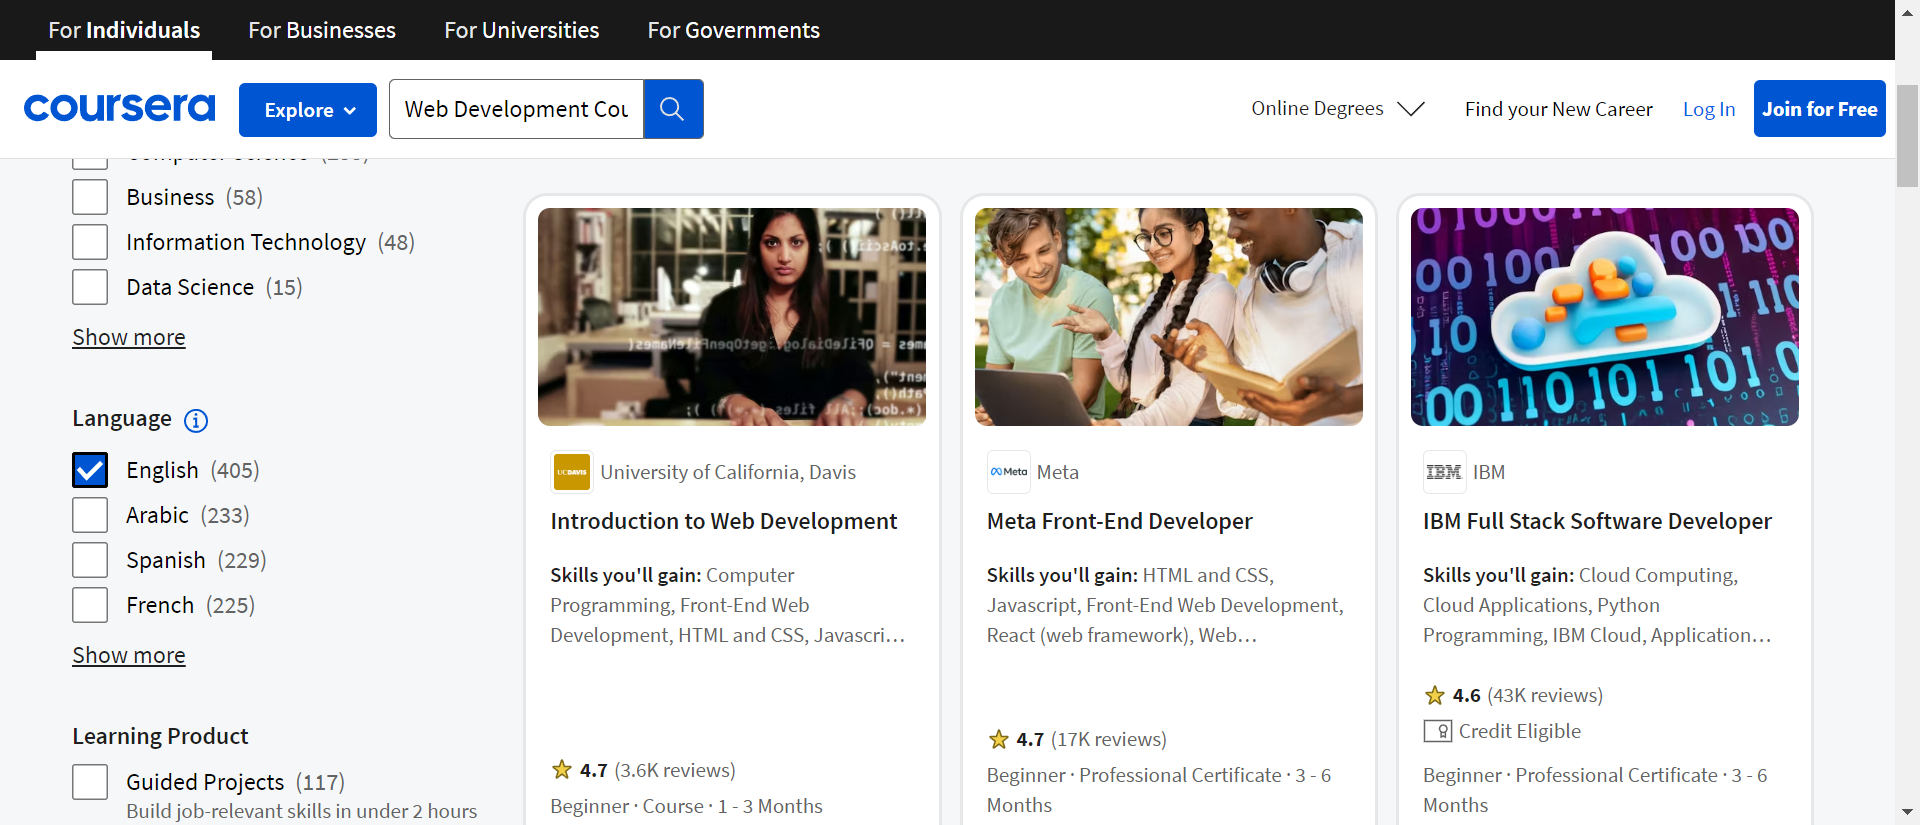 For Individuals
For Businesses
For Universities
For Governments
coursera
Explore
Web Development Cou
Online Degrees
Find your New Career
Log In
Join for Free
Business (58)
Information Technology (48)
Data Science (15)
Show more
Language
English (405)
Arabic (233)
Spanish (229)
French (225)
Show more
Learning Product
Guided Projects (117)
Build job-relevant skills in under 2 hours
UCDAVIS
University of California, Davis
Introduction to Web Development
Skills you'll gain: Computer
Programming, Front-End Web
Development, HTML and CSS, Javascri...
4.7 (3.6K reviews)
Beginner · Course · 1 - 3 Months
Meta
Meta
Meta Front-End Developer
Skills you'll gain: HTML and CSS,
Javascript, Front-End Web Development,
React (web framework), Web...
4.7 (17K reviews)
Beginner · Professional Certificate · 3 - 6
Months
IBM
IBM
IBM Full Stack Software Developer
Skills you'll gain: Cloud Computing,
Cloud Applications, Python
Programming, IBM Cloud, Application...
4.6 (43K reviews)
Credit Eligible
Beginner · Professional Certificate · 3 - 6
Months